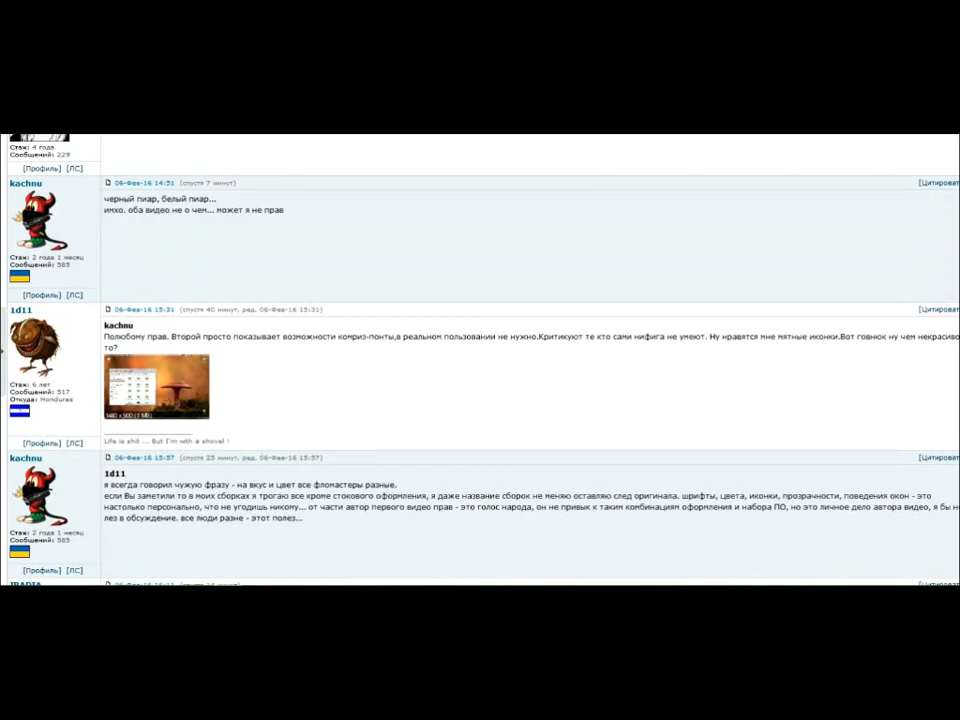 Стаж: 4 года
Сообщений: 229
[Профиль] [ЛС]
kachnu
06-Фев-16 14:51 (спустя 7 минут)
[Цитироват
черный пиар, белый пиар...
имхо. оба видео не о чем... может я не прав
Стаж: 2 года 1 месяц
Сообщений: 585
[Профиль] [ЛС]
1d11
06-Фев-16 15:31 (спустя 40 минут, ред. 06-Фев-16 15:31)
[Цитироват
kachnu
Полюбому прав. Второй просто показывает возможности комриз-понты,в реальном пользовании не нужно.Критикуют те кто сами нифига не умеют. Ну нравятся мне мятные иконки.Вот говнюк ну чем некрасиво
то?
1440 x 900 (1 MB)
Стаж: 6 лет
Сообщений: 517
Откуда: Honduras
Life is shit ... But I'm with a shovel !
[Профиль] [ЛС]
kachnu
06-Фев-16 15:57 (спустя 25 минут, ред. 06-Фев-16 15:57)
[Цитироват
1d11
я всегда говорил чужую фразу - на вкус и цвет все фломастеры разные.
если Вы заметили то в моих сборках я трогаю все кроме стокового оформления, я даже название сборок не меняю оставляю след оригинала. шрифты, цвета, иконки, прозрачности, поведения окон - это
настолько персонально, что не угодишь никому... от части автор первого видео прав - это голос народа, он не привык к таким комбинациям оформления и набора ПО, но это личное дело автора видео, я бы н
лез в обсуждение. все люди разне - этот полез...
Стаж: 2 года 1 месяц
Сообщений: 585
[Профиль] [ЛС]